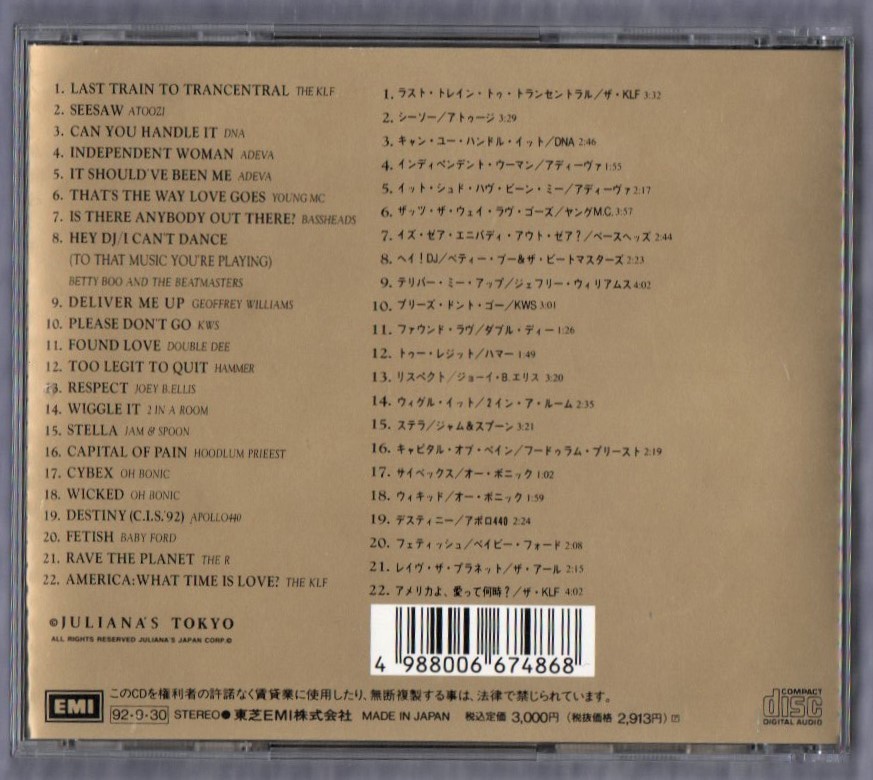 1. LAST TRAIN TO TRANCENTRAL THE KLF
2. SEESAW ATOOZI
3. CAN YOU HANDLE IT DNA
4. INDEPENDENT WOMAN ADEVA
5. IT SHOULD'VE BEEN ME ADEVA
6. THAT'S THE WAY LOVE GOES YOUNG MC
7. IS THERE ANYBODY OUT THERE? BASSHEADS
8. HEY DJ/I CAN'T DANCE
(TO THAT MUSIC YOU'RE PLAYING)
BETTY BOO AND THE BEATMASTERS
9. DELIVER ME UP GEOFFREY WILLIAMS
10. PLEASE DON'T GO KWS
11. FOUND LOVE DOUBLE DEE
12. TOO LEGIT TO QUIT HAMMER
13. RESPECT JOEY B.ELLIS
14. WIGGLE IT 2 IN A ROOM
15. STELLA JAM & SPOON
16. CAPITAL OF PAIN HOODLUM PRIEEST
17. CYBEX OH BONIC
18. WICKED OH BONIC
19. DESTINY (C.I.S.'92) APOLLO440
20. FETISH BABY FORD
21. RAVE THE PLANET THE R
22. AMERICA:WHAT TIME IS LOVE? THE KLF
1. ラスト・トレイン・トゥ・トランセントラル/ザ・KLF 3:32
2. シーソー/アトゥージ 3:29
3. キャン・ユー・ハンドル・イット/DNA 2:46
4. インディペンデント・ウーマン/アディーヴァ 1:55
5. イット・シュド・ハヴ・ビーン・ミー/アディーヴァ 2:17
6. ザッツ・ザ・ウェイ・ラヴ・ゴーズ/ヤングM.C. 3:57
7. イズ・ゼア・エニバディ・アウト・ゼア?/ベースヘッズ 2:44
8. ヘイ!DJ/ベティー・ブー&ザ・ビートマスターズ 2:23
9. デリバー・ミー・アップ/ジェフリー・ウィリアムス 4:02
10. プリーズ・ドント・ゴー/KWS 3:01
11. ファウンド・ラヴ/ダブル・ディー 1:26
12. トゥー・レジット/ハマー 1:49
13. リスペクト/ジョーイ・B.エリス 3:20
14. ウィグル・イット/2イン・ア・ルーム 2:35
15. ステラ/ジャム&スプーン 3:21
16. キャピタル・オブ・ペイン/フードゥラム・プリースト 2:19
17. サイベックス/オー・ボニック 1:02
18. ウィキッド/オー・ボニック 1:59
19. デスティニー/アポロ440 2:24
20. フェティッシュ/ベイビー・フォード 2:08
21. レイヴ・ザ・プラネット/ザ・アール 2:15
22. アメリカよ、愛って何時?/ザ・KLF 4:02
©JULIANA'S TOKYO
ALL RIGHTS RESERVED JULIANA'S JAPAN CORP.©
4 988006 674868
EMI
このCDを権利者の許諾なく賃貸業に使用したり、無断複製する事は、法律で禁じられています。
92・9・30 STEREO● 東芝EMI株式会社 MADE IN JAPAN 税込定価 3,000円 (税抜価格 2,913円)
COMPACT
disc
DIGITAL AUDIO